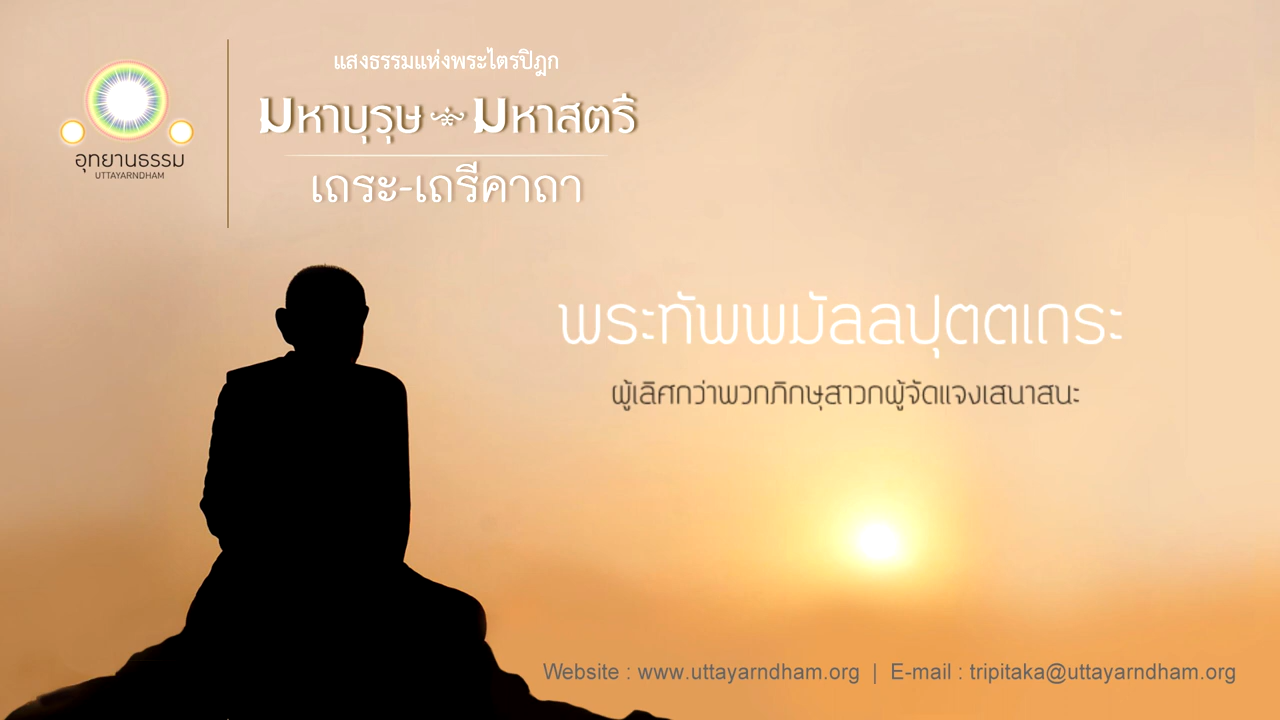 แสงธรรมแห่งพระไตรปิฎก
มหาบุรุษ มหาสตรี
เถระ-เถรีคาถา
อุทยานธรรม
UTTAYARNDHAM
พระทัพพมัลลปุตตเถระ
ผู้เลิศกว่าพวกภิกษุสาวกผู้จัดแจงเสนาสนะ
Website : www.uttayarndham.org | E-mail : tripitaka@uttayarndham.org